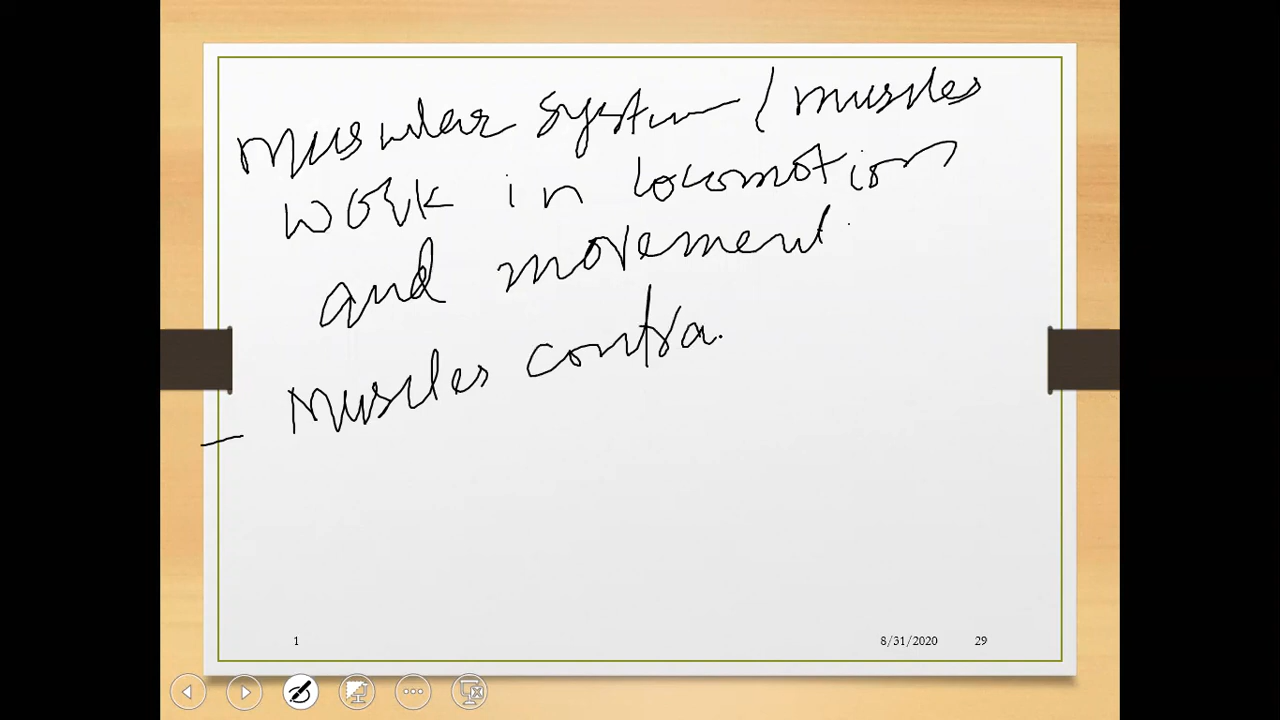 Muscular system / muscles
work in locomotion
and movement.
- Muscles contra
1 8/31/2020 29